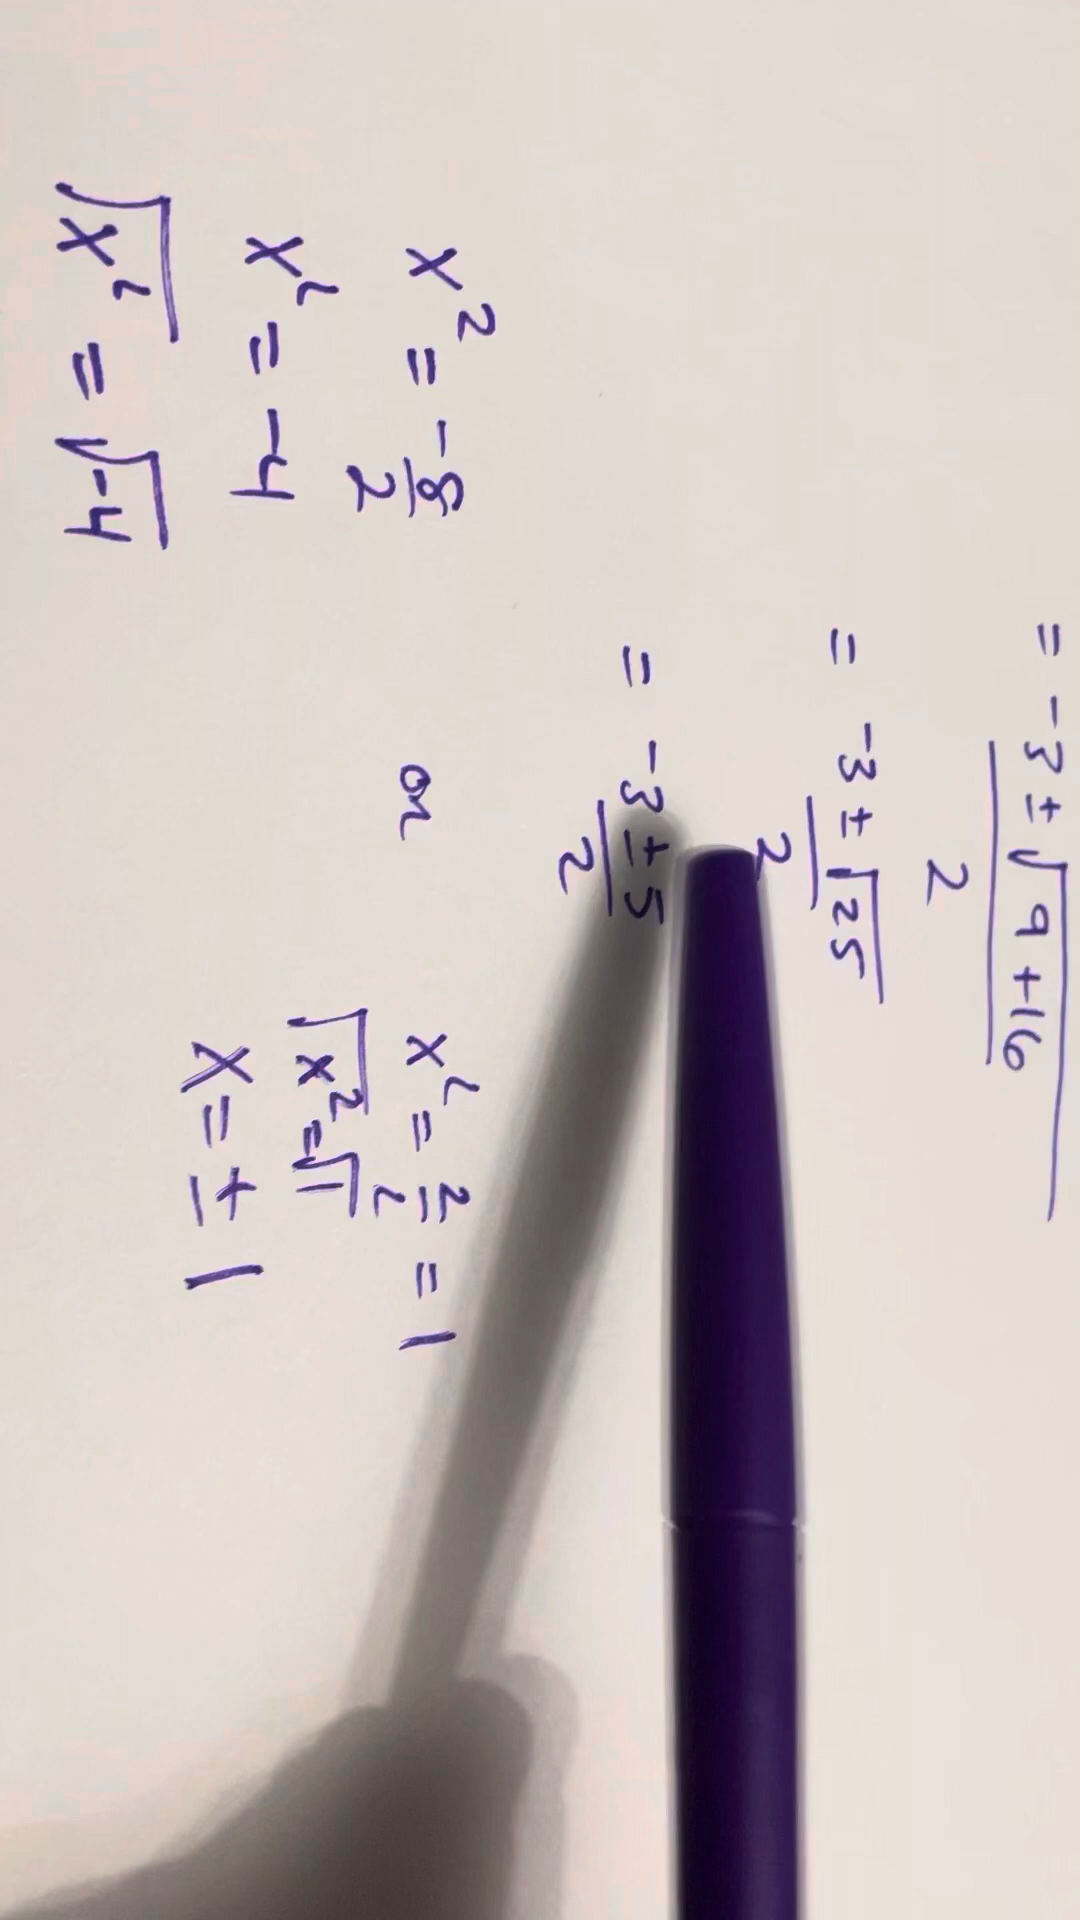 = -3 ± √9 + 16 / 2
= -3 ± √25 / 2
= -3 ± 5 / 2
x² = -8/2 or x² = 2/2 = 1
x² = -4 √x² = √1
√x² = √-4 x = ± 1